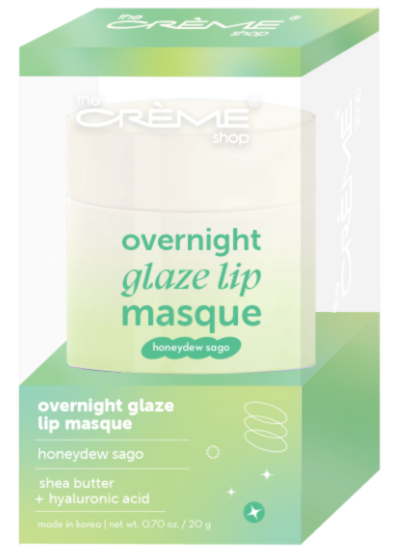 the
CRÈME
shop
the
CRÈME®
shop
overnight
glaze lip
masque
honeydew sago
overnight glaze
lip masque
honeydew sago
shea butter
+ hyaluronic acid
made in korea | net wt. 0.70 oz. / 20 g
CRÈME